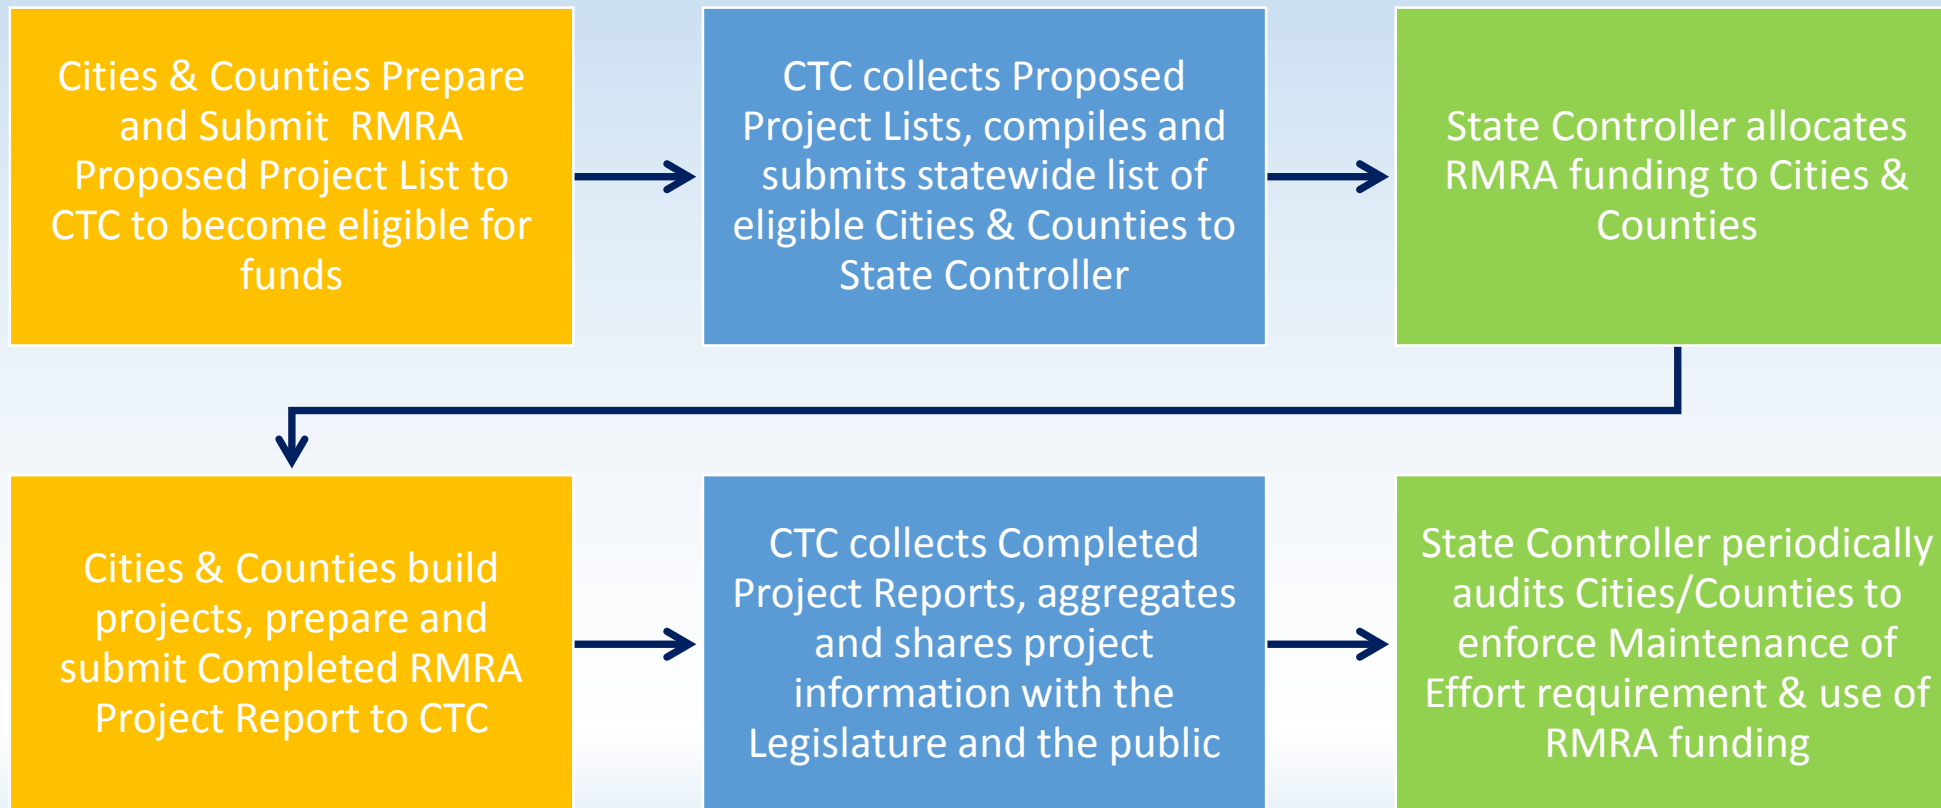 Cities & Counties Prepare
and Submit RMRA
Proposed Project List to
CTC to become eligible for
funds
CTC collects Proposed
Project Lists, compiles and
submits statewide list of
eligible Cities & Counties to
State Controller
State Controller allocates
RMRA funding to Cities &
Counties
Cities & Counties build
projects, prepare and
submit Completed RMRA
Project Report to CTC
CTC collects Completed
Project Reports, aggregates
and shares project
information with the
Legislature and the public
State Controller periodically
audits Cities/Counties to
enforce Maintenance of
Effort requirement & use of
RMRA funding